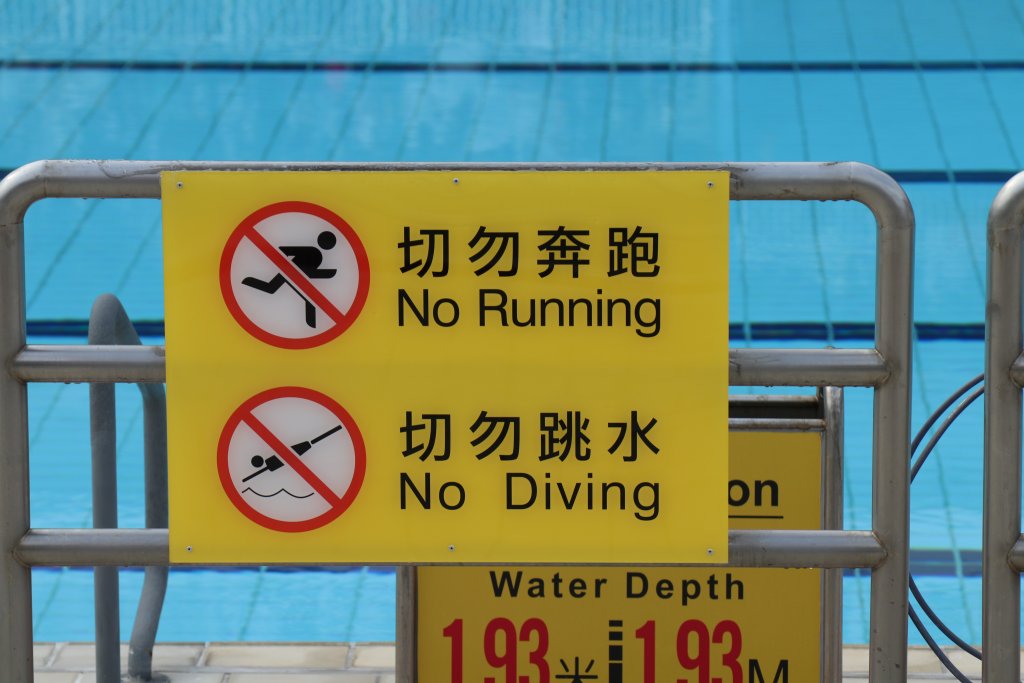 切勿奔跑
No Running
切勿跳水
No Diving
Water Depth
1.93米 1.93M